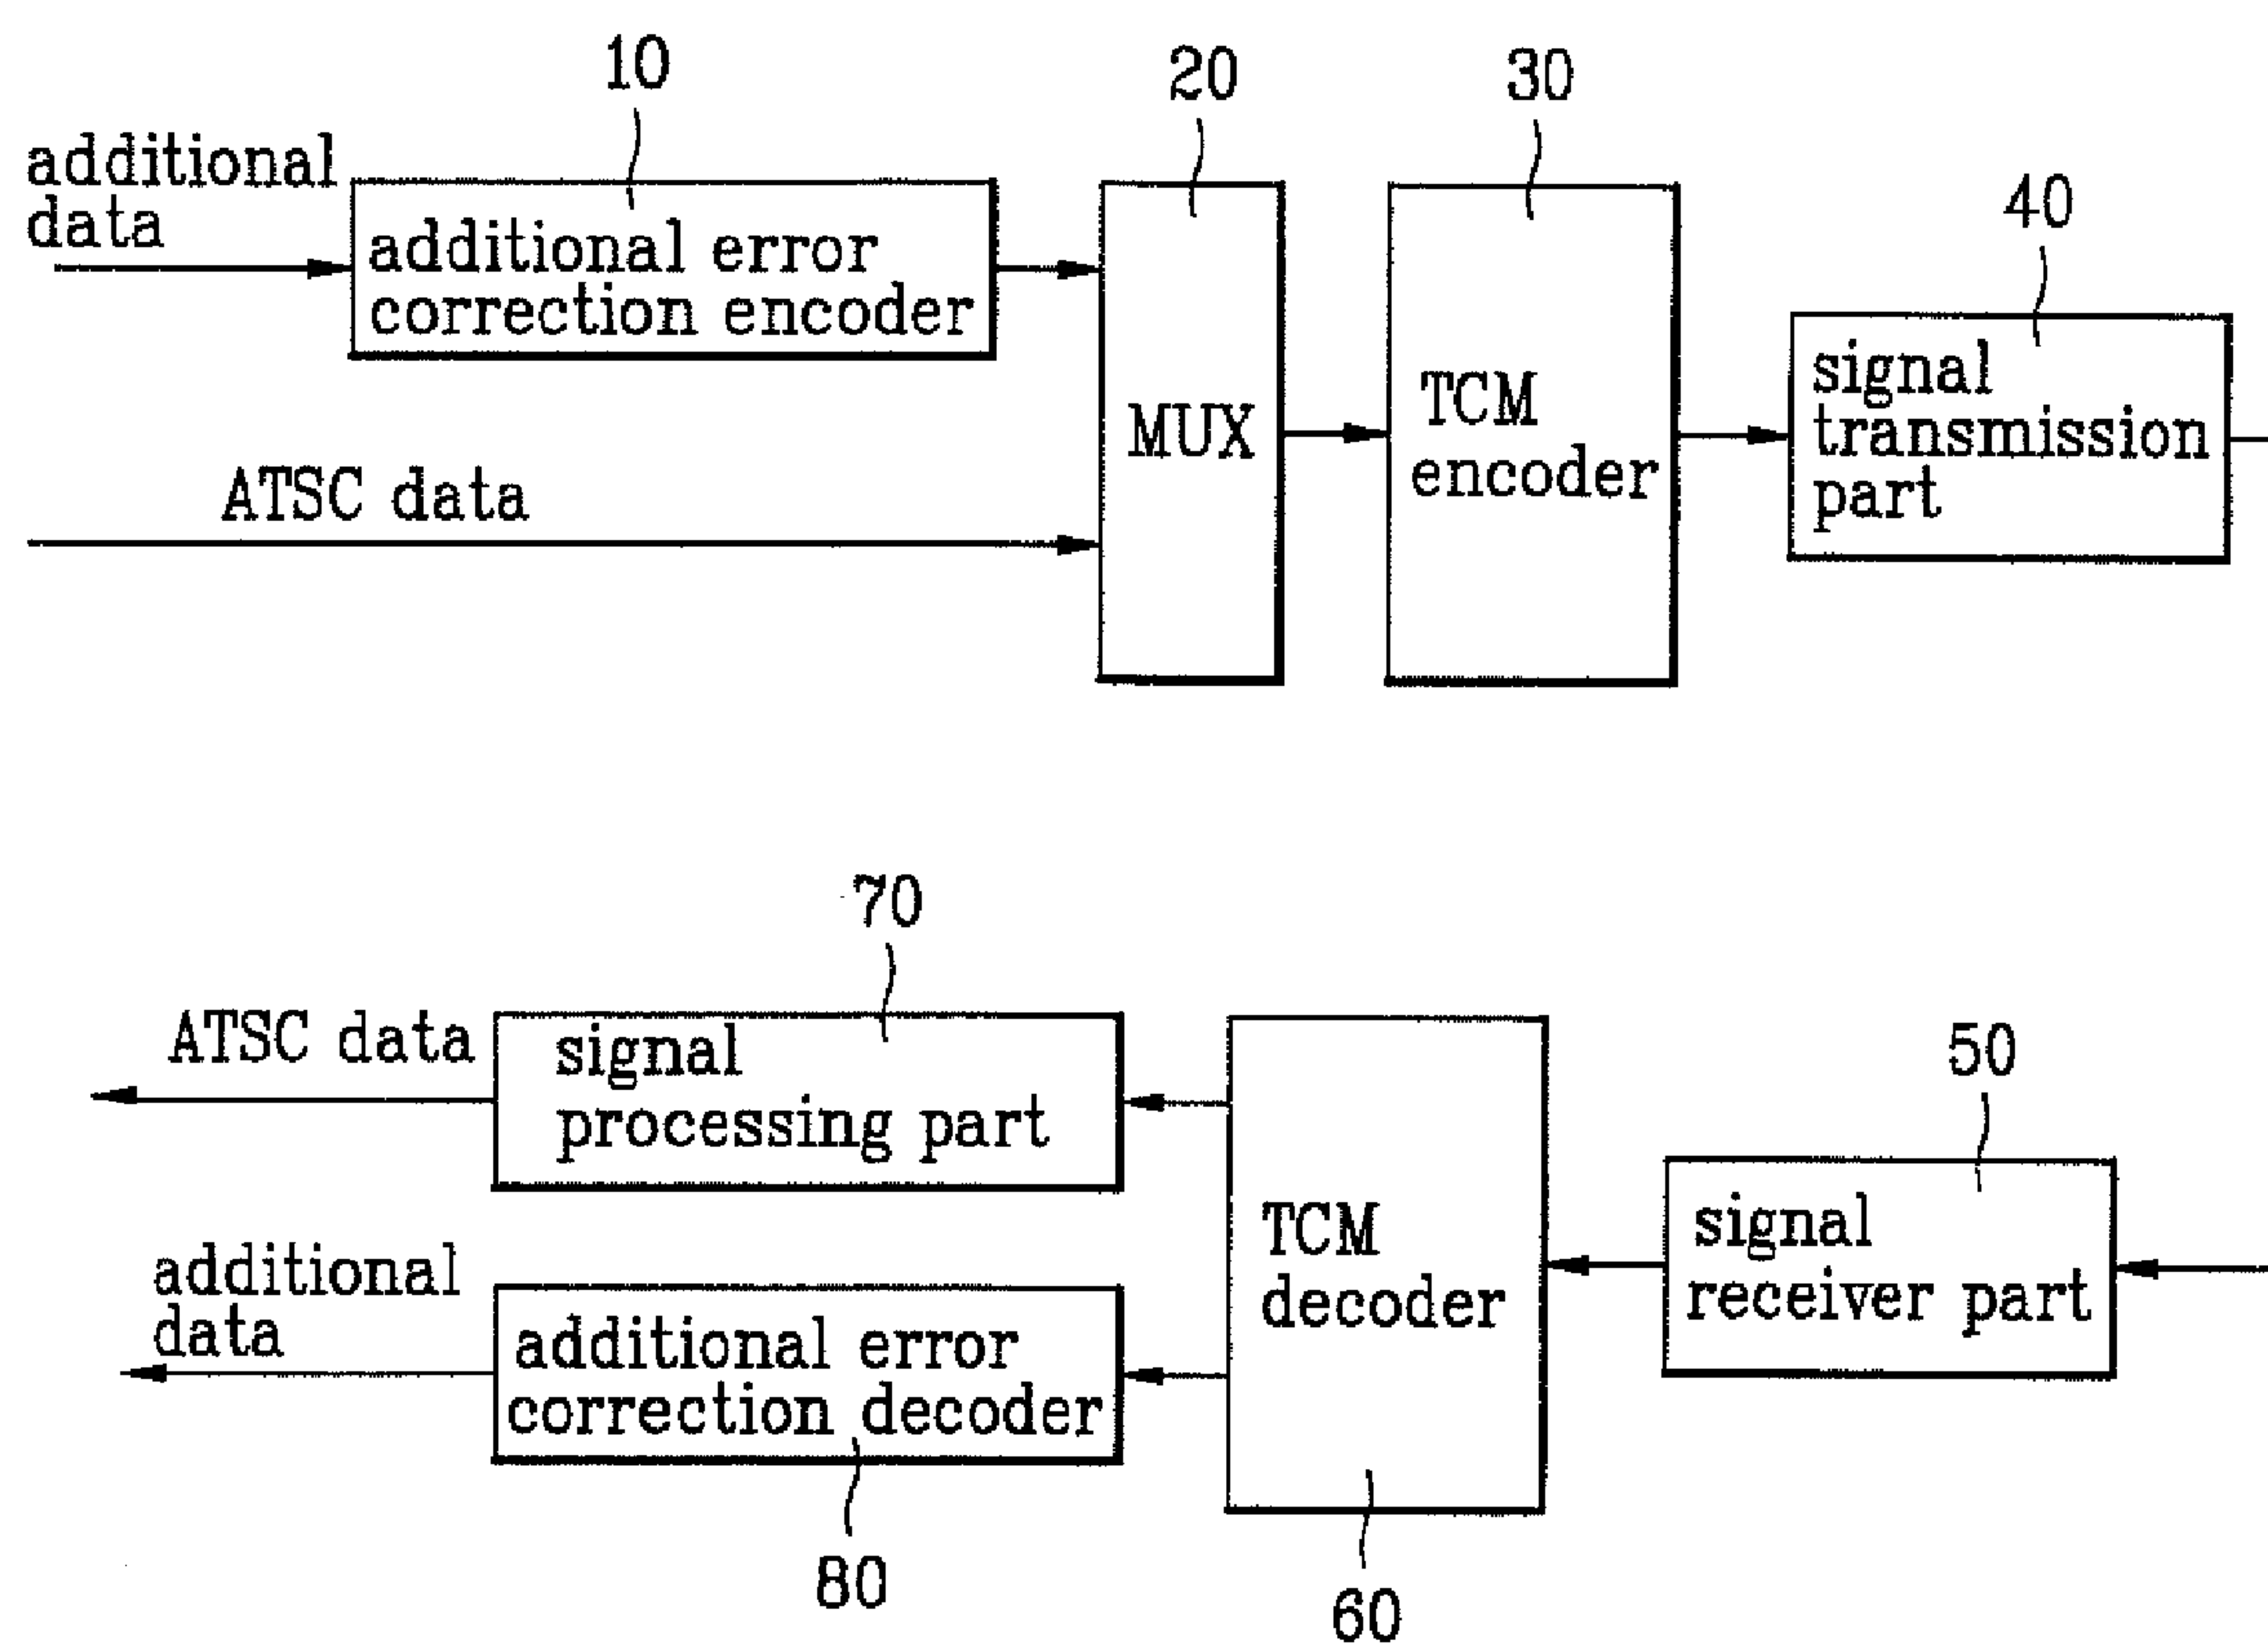 10
20
30
40
additional
data
additional error
correction encoder
ATSC data
MUX
TCM
encoder
signal
transmission
part
70
50
ATSC data
signal
processing part
additional
data
additional error
correction decoder
TCM
decoder
signal
receiver part
80
60